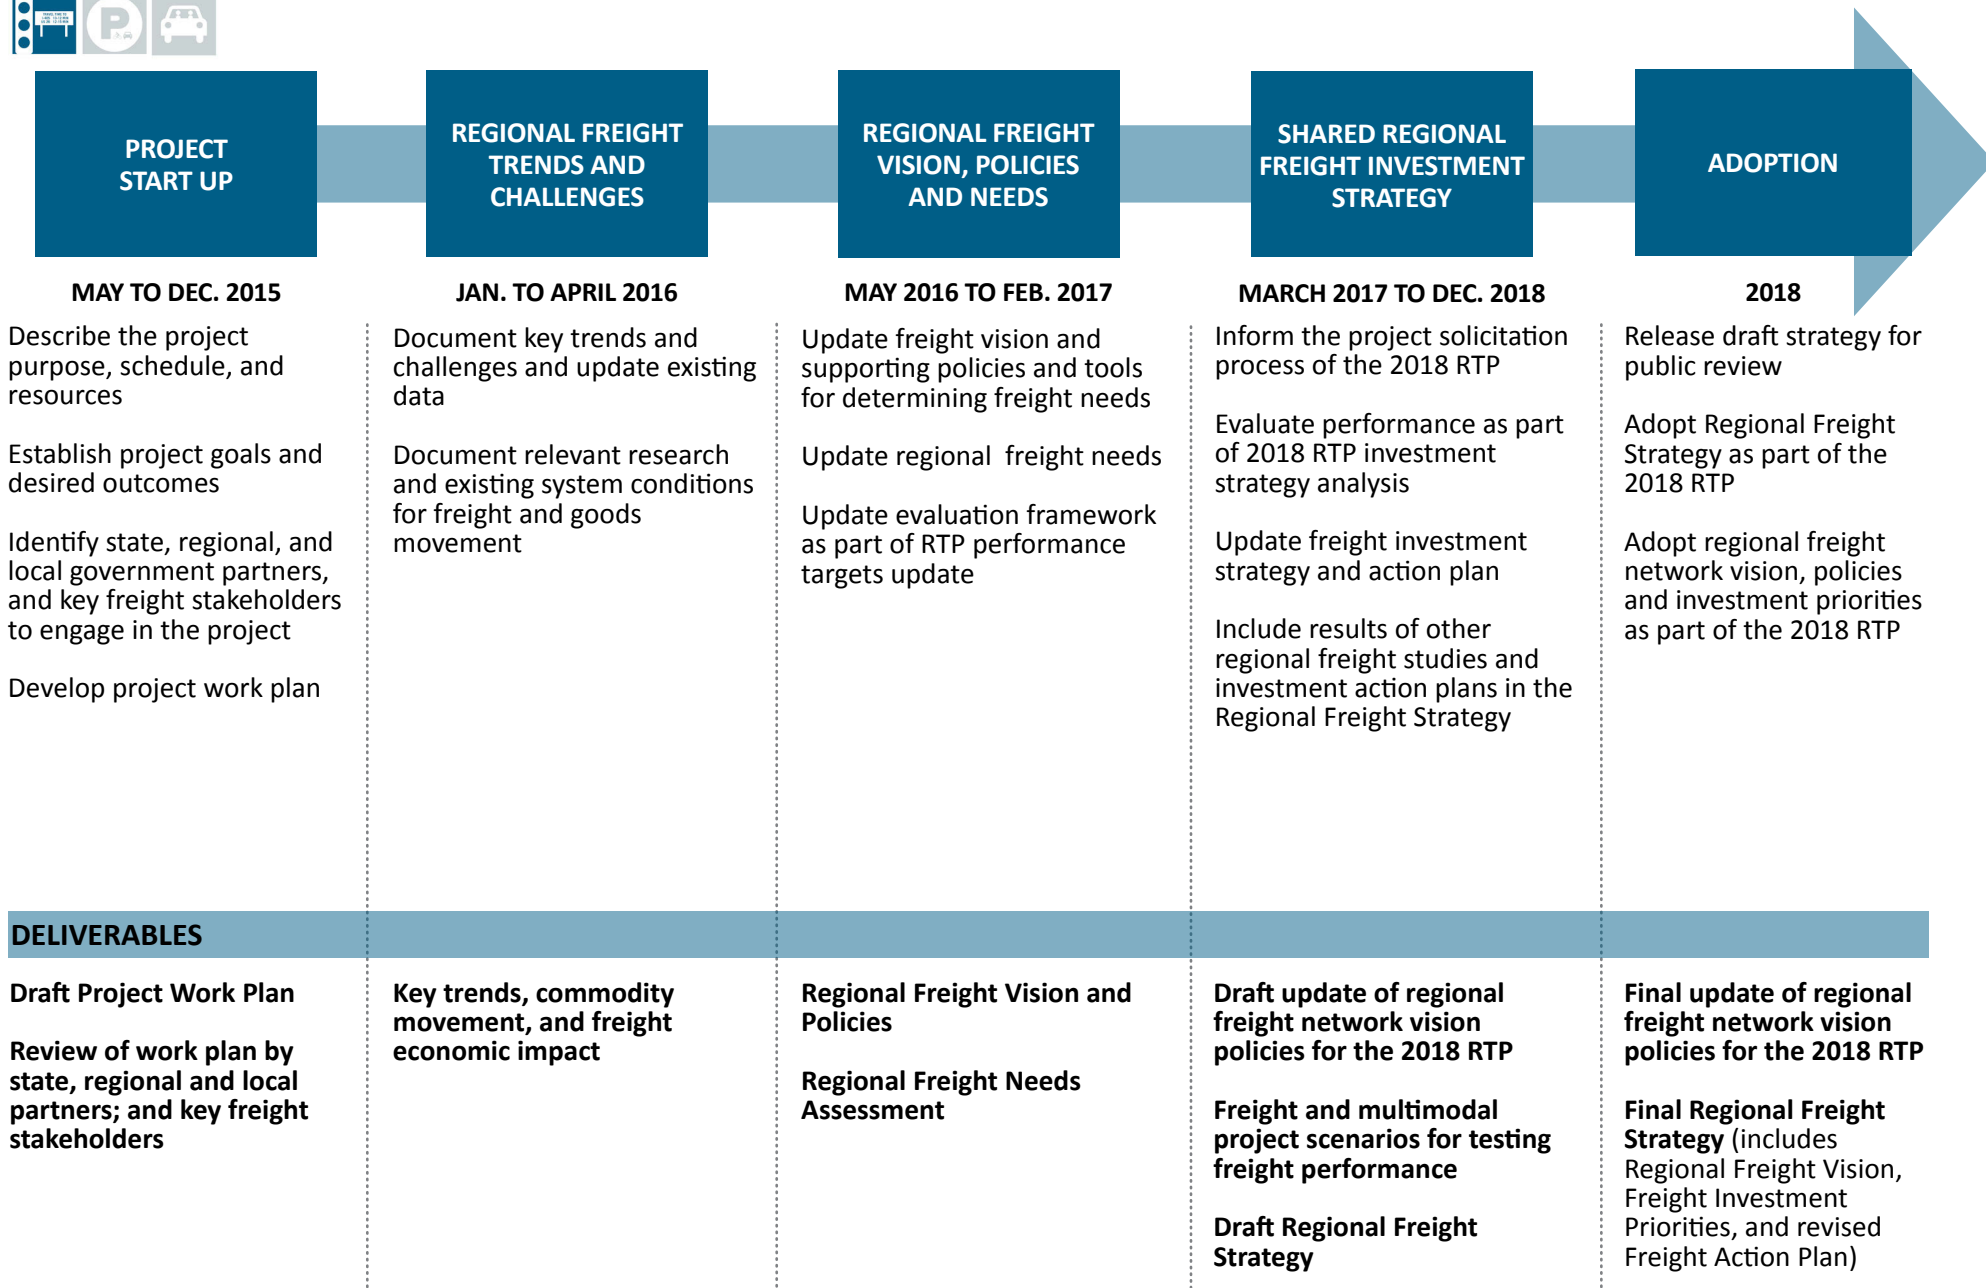 PROJECT
START UP
REGIONAL FREIGHT
TRENDS AND
CHALLENGES
REGIONAL FREIGHT
VISION, POLICIES
AND NEEDS
SHARED REGIONAL
FREIGHT INVESTMENT
STRATEGY
ADOPTION
MAY TO DEC. 2015
Describe the project
purpose, schedule, and
resources
Establish project goals and
desired outcomes
Identify state, regional, and
local government partners,
and key freight stakeholders
to engage in the project
Develop project work plan
JAN. TO APRIL 2016
Document key trends and
challenges and update existing
data
Document relevant research
and existing system conditions
for freight and goods
movement
MAY 2016 TO FEB. 2017
Update freight vision and
supporting policies and tools
for determining freight needs
Update regional  freight needs
Update evaluation framework
as part of RTP performance
targets update
MARCH 2017 TO DEC. 2018
Inform the project solicitation
process of the 2018 RTP
Evaluate performance as part
of 2018 RTP investment
strategy analysis
Update freight investment
strategy and action plan
Include results of other
regional freight studies and
investment action plans in the
Regional Freight Strategy
2018
Release draft strategy for
public review
Adopt Regional Freight
Strategy as part of the
2018 RTP
Adopt regional freight
network vision, policies
and investment priorities
as part of the 2018 RTP
DELIVERABLES
Draft Project Work Plan
Review of work plan by
state, regional and local
partners; and key freight
stakeholders
Key trends, commodity
movement, and freight
economic impact
Regional Freight Vision and
Policies
Regional Freight Needs
Assessment
Draft update of regional
freight network vision
policies for the 2018 RTP
Freight and multimodal
project scenarios for testing
freight performance
Draft Regional Freight
Strategy
Final update of regional
freight network vision
policies for the 2018 RTP
Final Regional Freight
Strategy (includes
Regional Freight Vision,
Freight Investment
Priorities, and revised
Freight Action Plan)
P